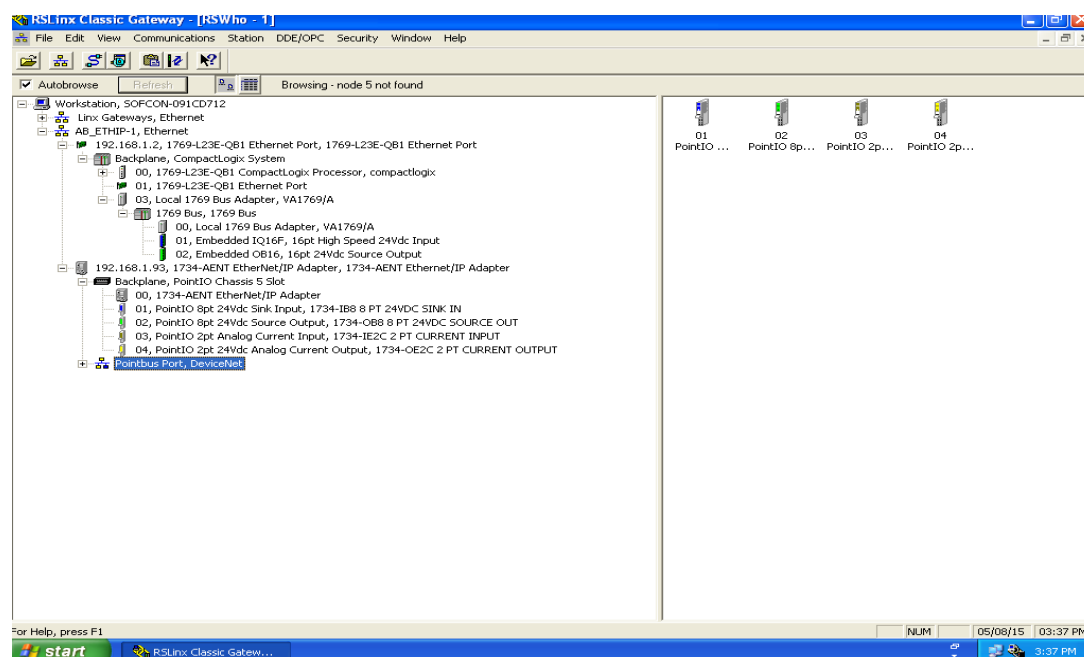 RSLinx Classic Gateway - [RSWho - 1]
File Edit View Communications Station DDE/OPC Security Window Help
Autobrowse Refresh Browsing - node 5 not found
Workstation, SOFCON-091CD712
Linx Gateways, Ethernet
AB_ETHIP-1, Ethernet
192.168.1.2, 1769-L23E-QB1 Ethernet Port, 1769-L23E-QB1 Ethernet Port
Backplane, CompactLogix System
00, 1769-L23E-QB1 CompactLogix Processor, compactlogix
01, 1769-L23E-QB1 Ethernet Port
03, Local 1769 Bus Adapter, VA1769/A
1769 Bus, 1769 Bus
00, Local 1769 Bus Adapter, VA1769/A
01, Embedded IQ16F, 16pt High Speed 24Vdc Input
02, Embedded OB16, 16pt 24Vdc Source Output
192.168.1.93, 1734-AENT EtherNet/IP Adapter, 1734-AENT Ethernet/IP Adapter
Backplane, PointIO Chassis 5 Slot
00, 1734-AENT EtherNet/IP Adapter
01, PointIO 8pt 24Vdc Sink Input, 1734-IB8 8 PT 24VDC SINK IN
02, PointIO 8pt 24Vdc Source Output, 1734-OB8 8 PT 24VDC SOURCE OUT
03, PointIO 2pt Analog Current Input, 1734-IE2C 2 PT CURRENT INPUT
04, PointIO 2pt 24Vdc Analog Current Output, 1734-OE2C 2 PT CURRENT OUTPUT
Pointbus Port, DeviceNet
01 02 03 04
PointIO ... PointIO 8p... PointIO 2p... PointIO 2p...
For Help, press F1 NUM 05/08/15 03:37 PM
start RSLinx Classic Gatew... 3:37 PM